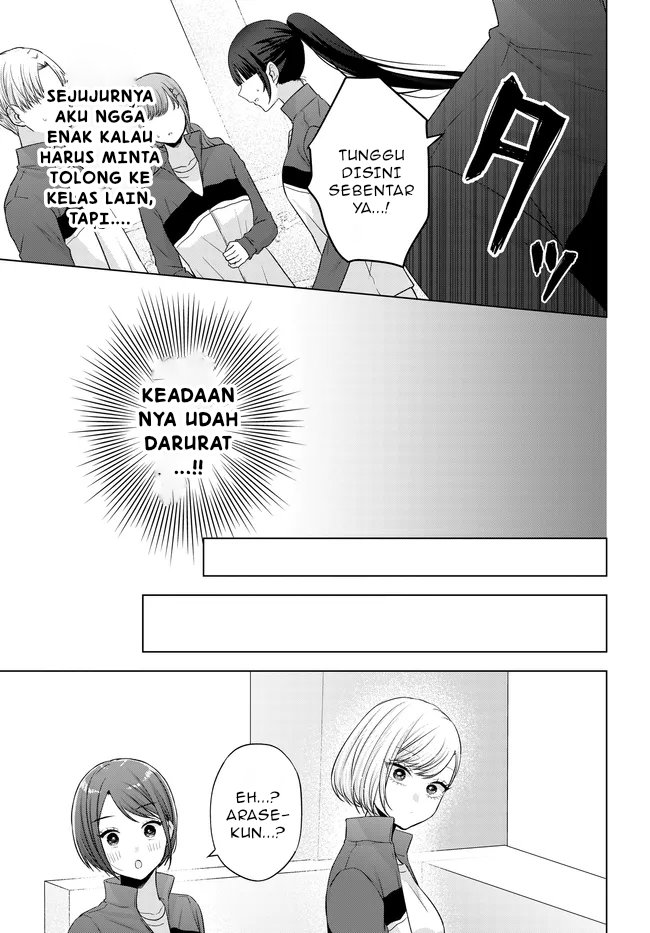 タッ
TUNGGU
DISINI
SEBENTAR
YA...!
SEJUJURNYA
AKU NGGA
ENAK KALAU
HARUS MINTA
TOLONG KE
KELAS LAIN,
TAPI....
KEADAAN
NYA UDAH
DARURAT
...!!
EH...?
ARASE-
KUN...?